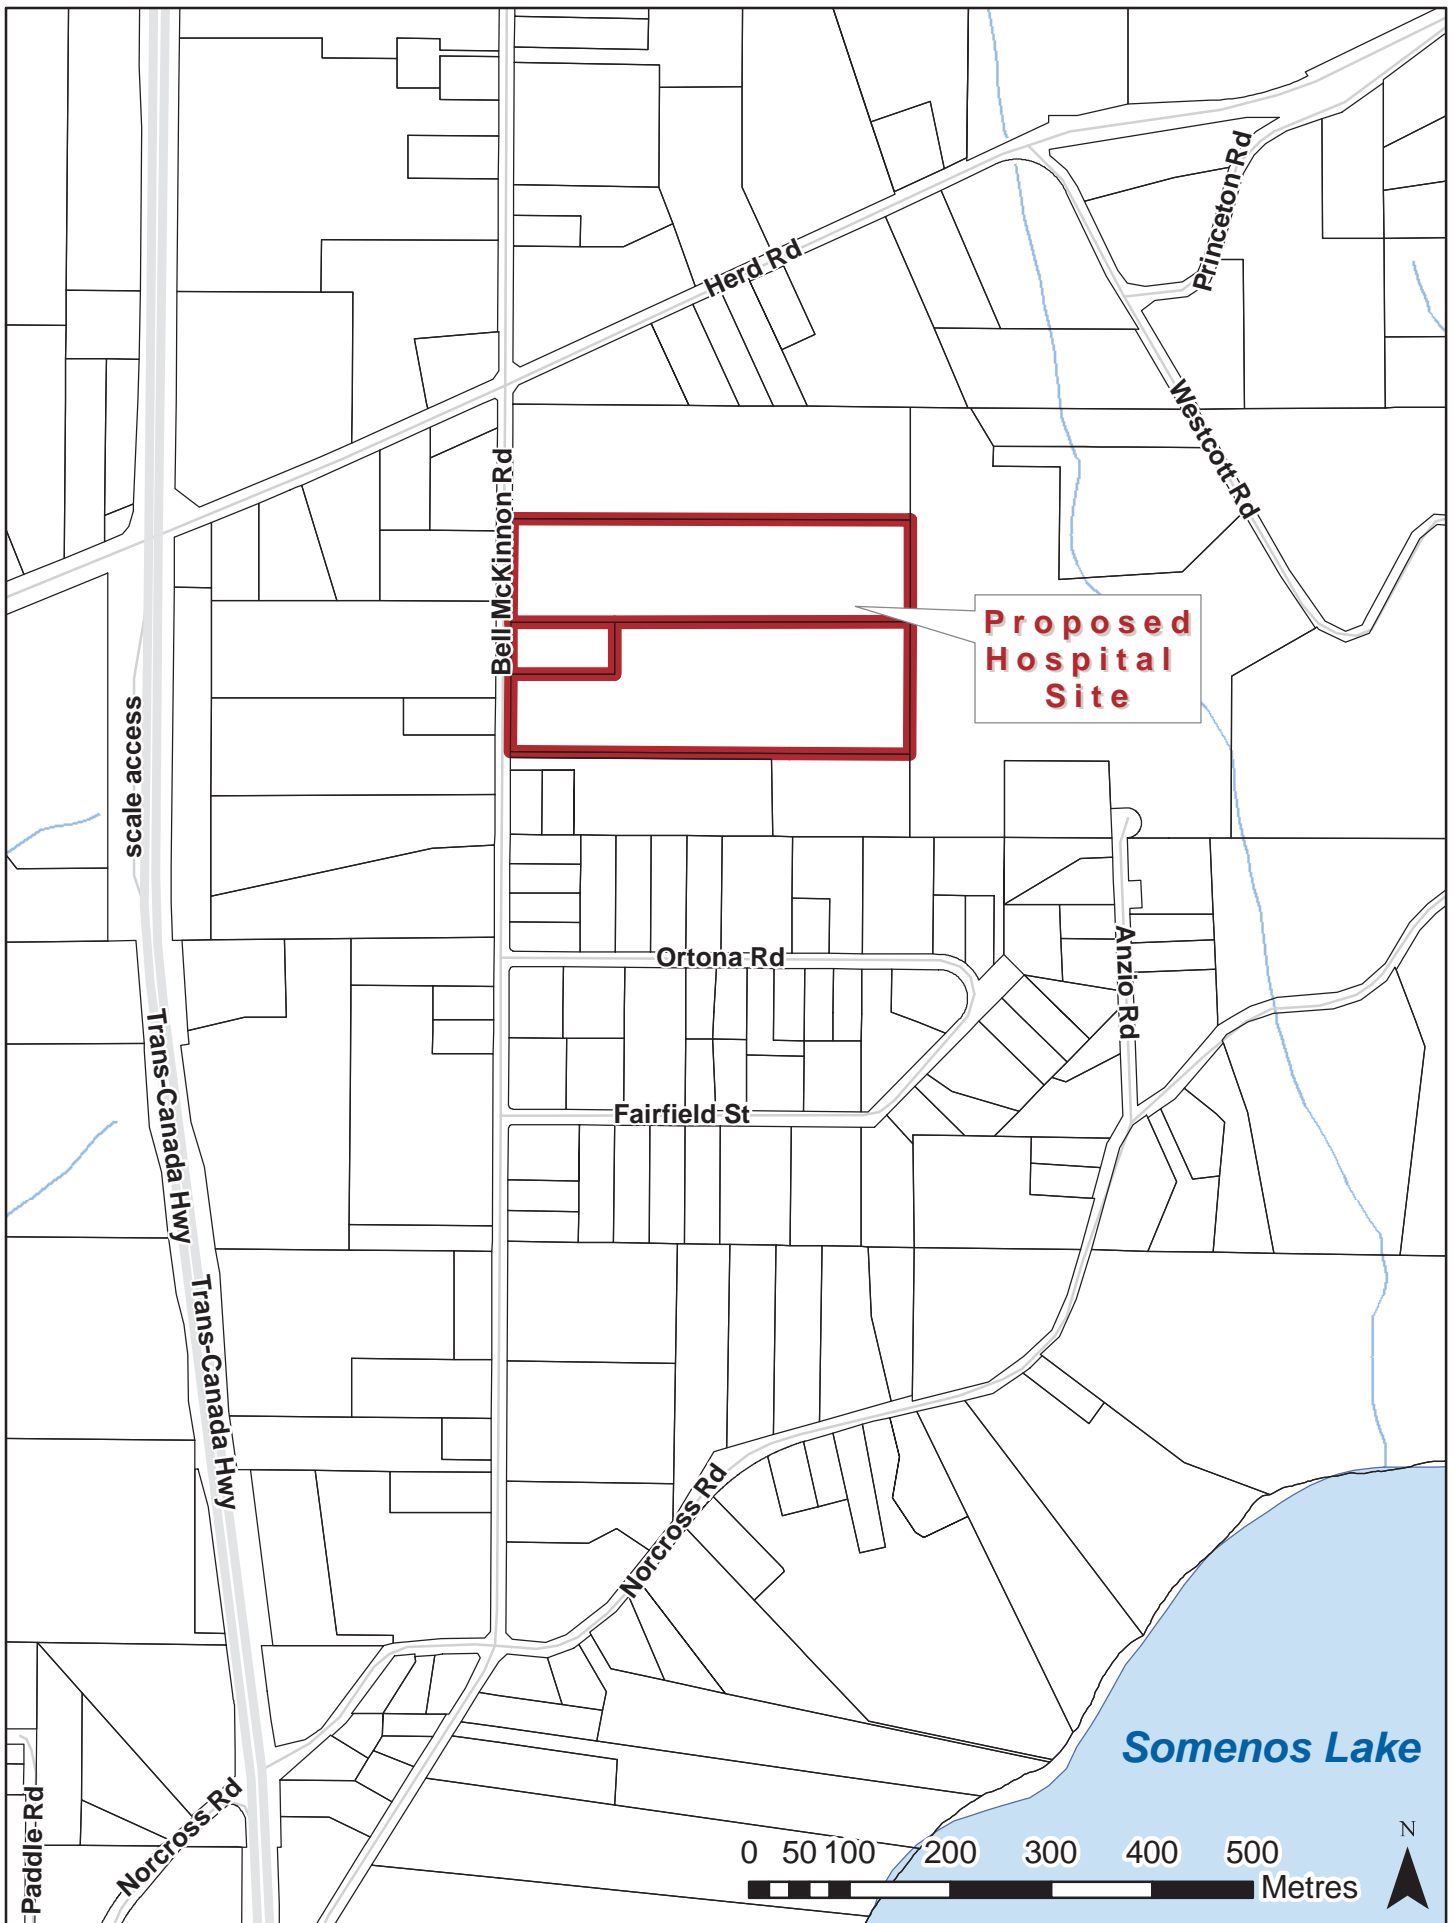 Princeton Rd
Herd Rd
Westcott Rd
Bell-McKinnon Rd
Proposed
Hospital
Site
scale access
Ortona Rd
Anzio Rd
Trans-Canada Hwy
Fairfield St
Trans-Canada Hwy
Norcross Rd
Somenos Lake
Paddle Rd
Norcross Rd
N
0 50 100 200 300 400 500
Metres